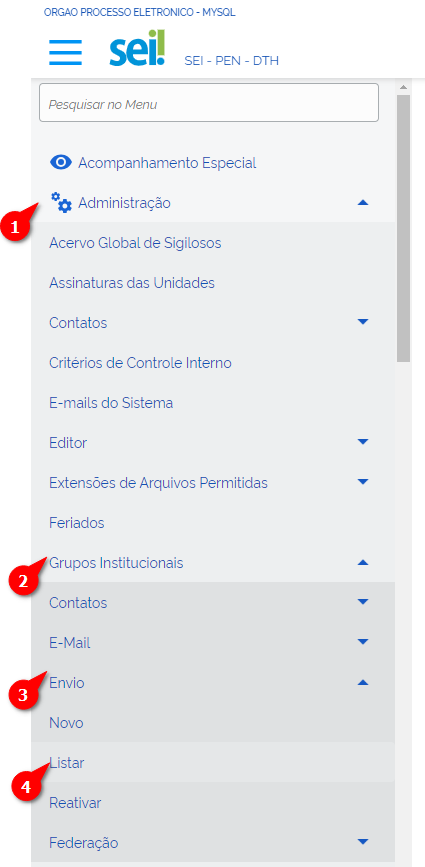 ORGAO PROCESSO ELETRONICO - MYSQL
sei! SEI - PEN - DTH
Pesquisar no Menu
Acompanhamento Especial
1 Administração
Acervo Global de Sigilosos
Assinaturas das Unidades
Contatos
Critérios de Controle Interno
E-mails do Sistema
Editor
Extensões de Arquivos Permitidas
Feriados
2 Grupos Institucionais
Contatos
E-Mail
3 Envio
Novo
4 Listar
Reativar
Federação